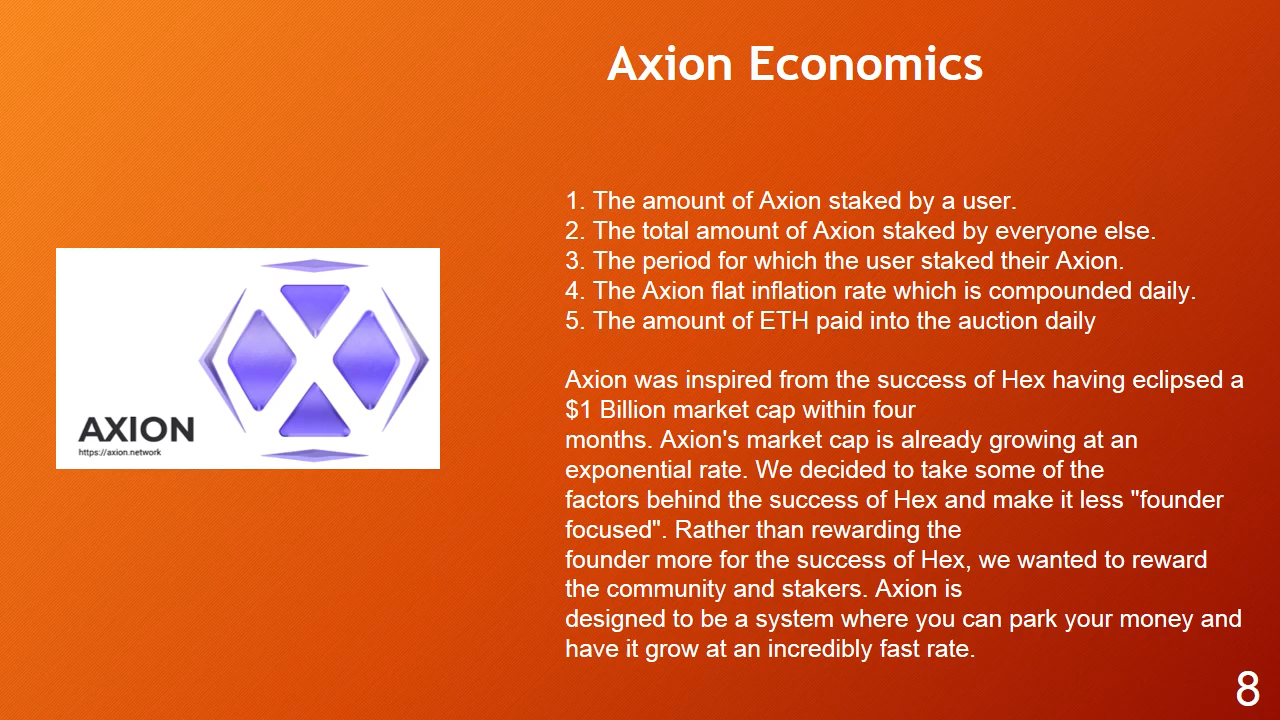 Axion Economics
1. The amount of Axion staked by a user.
2. The total amount of Axion staked by everyone else.
3. The period for which the user staked their Axion.
4. The Axion flat inflation rate which is compounded daily.
5. The amount of ETH paid into the auction daily
Axion was inspired from the success of Hex having eclipsed a
$1 Billion market cap within four
months. Axion's market cap is already growing at an
exponential rate. We decided to take some of the
factors behind the success of Hex and make it less "founder
focused". Rather than rewarding the
founder more for the success of Hex, we wanted to reward
the community and stakers. Axion is
designed to be a system where you can park your money and
have it grow at an incredibly fast rate.
AXION
https://axion.network
8